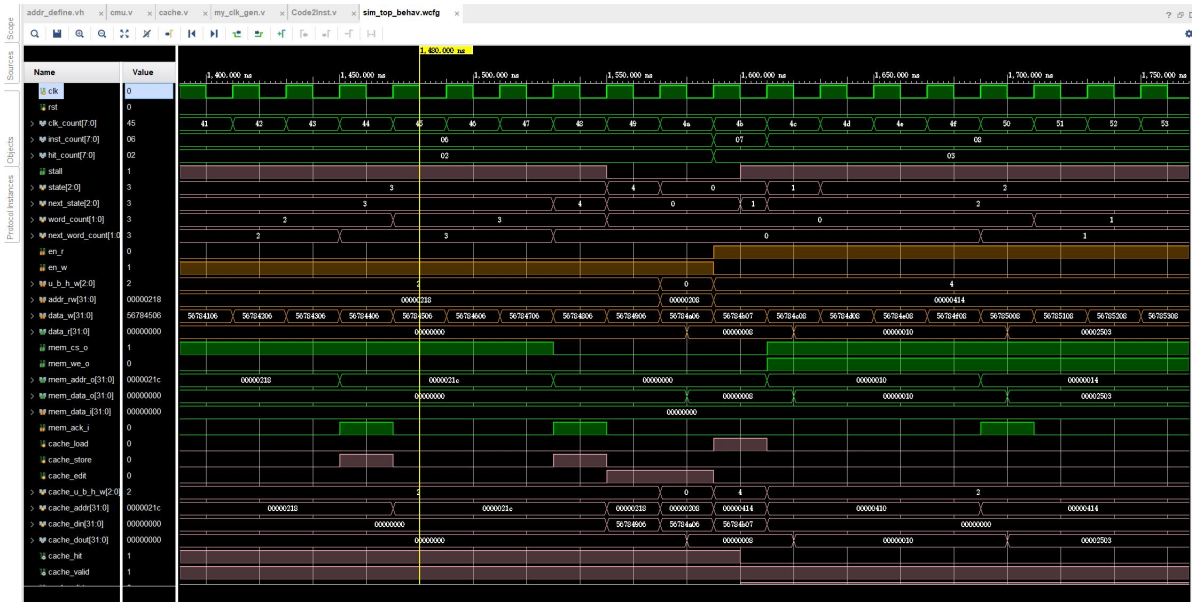 addr_define.vh × cmu.v × cache.v × my_clk_gen.v × Code2Inst.v × sim_top_behav.wcfg ×
Scope
Sources
Objects
Protocol Instances
1,480.000 ns
Name Value
1,400.000 ns 1,450.000 ns 1,500.000 ns 1,550.000 ns 1,600.000 ns 1,650.000 ns 1,700.000 ns 1,750.000 ns
clk 0
rst 0
clk_count[7:0] 45 41 42 43 44 45 46 47 48 49 4a 4b 4c 4d 4e 4f 50 51 52 53
inst_count[7:0] 06 06 07 08
hit_count[7:0] 02 02 03
stall 1
state[2:0] 3 3 4 0 1 2
next_state[2:0] 3 3 4 0 1 2
word_count[1:0] 3 2 3 0 1
next_word_count[1:0 3 2 3 0 1
en_r 0
en_w 1
u_b_h_w[2:0] 2 2 0 4
addr_rw[31:0] 00000218 00000218 00000208 00000414
data_w[31:0] 56784506 56784106 56784206 56784306 56784406 56784506 56784606 56784706 56784806 56784906 56784a06 56784b07 56784c08 56784d08 56784e08 56784f08 56785008 56785108 56785208 56785308
data_r[31:0] 00000000 00000000 00000008 00000010 00002503
mem_cs_o 1
mem_we_o 0
mem_addr_o[31:0] 0000021c 00000218 0000021c 00000000 00000010 00000014
mem_data_o[31:0] 00000000 00000000 00000008 00000010 00002503
mem_data_i[31:0] 00000000 00000000
mem_ack_i 0
cache_load 0
cache_store 0
cache_edit 0
cache_u_b_h_w[2:0] 2 2 0 4 2
cache_addr[31:0] 0000021c 00000218 0000021c 00000218 00000208 00000414 00000410 00000414
cache_din[31:0] 00000000 00000000 56784906 56784a06 56784b07 00000000
cache_dout[31:0] 00000000 00000000 00000008 00000010 00002503
cache_hit 1
cache_valid 1